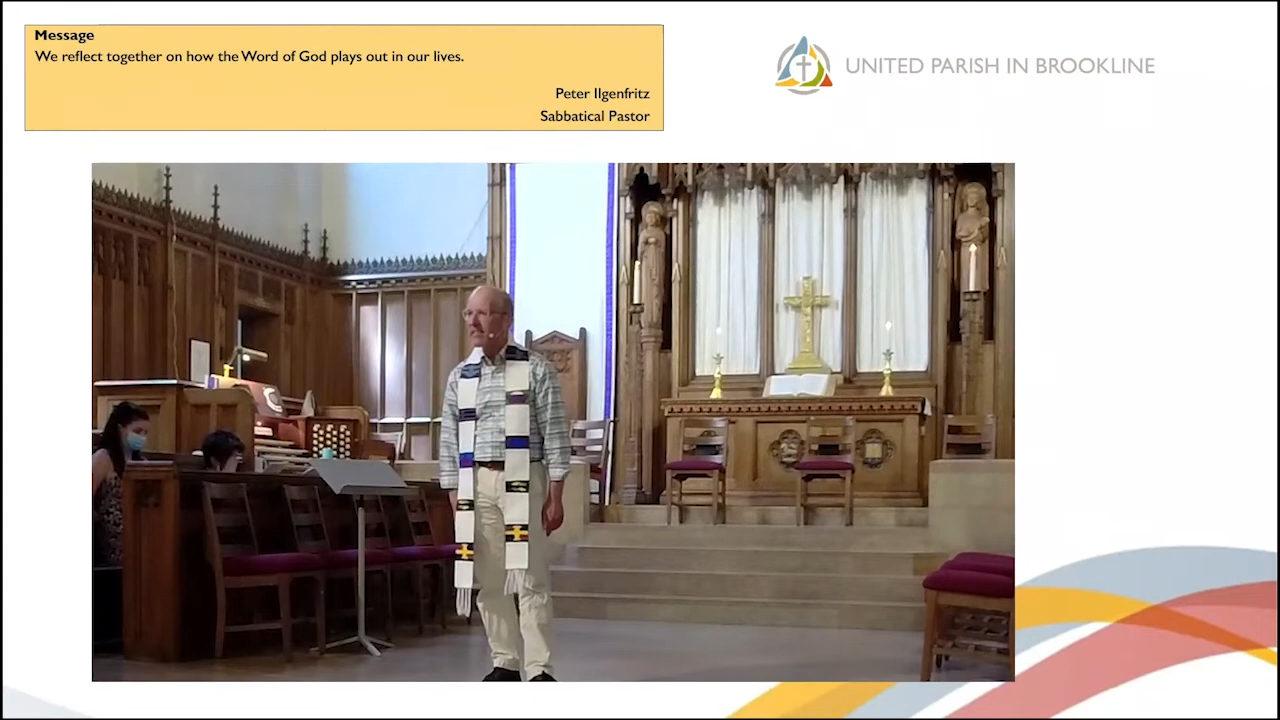 Message
We reflect together on how the Word of God plays out in our lives.
Peter Ilgenfritz
Sabbatical Pastor
UNITED PARISH IN BROOKLINE